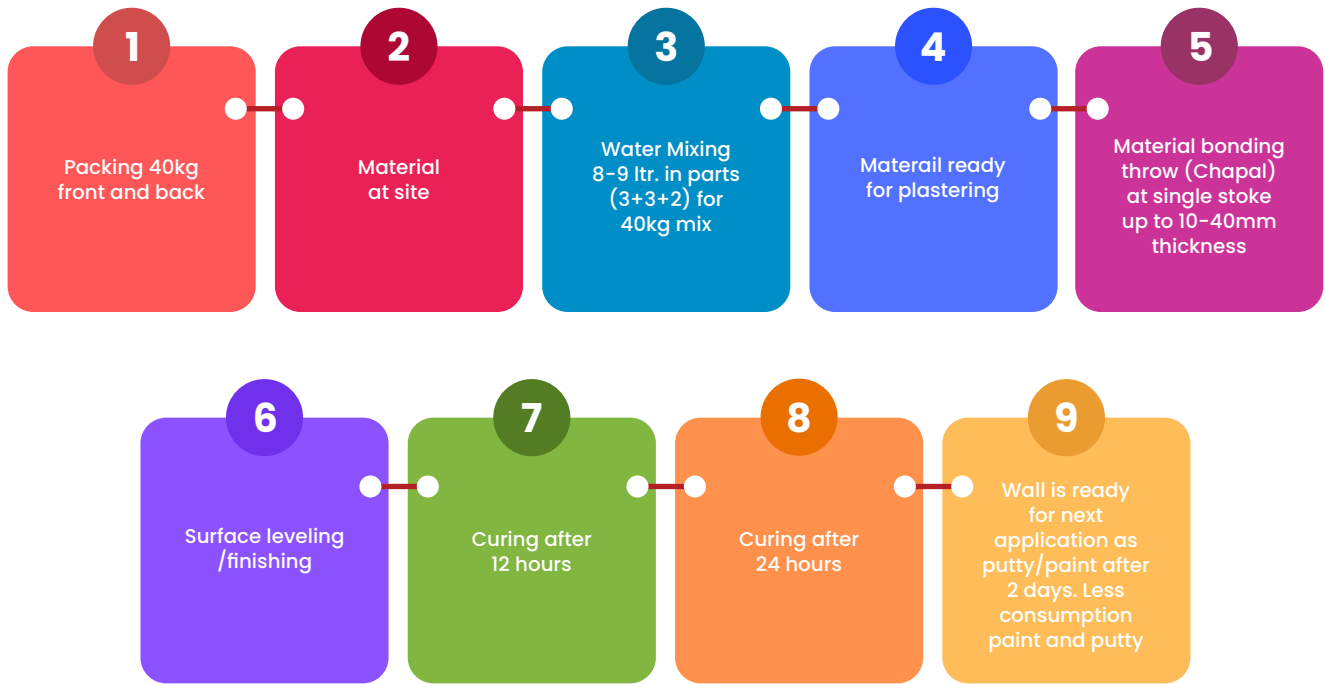 1
Packing 40kg
front and back
2
Material
at site
3
Water Mixing
8-9 ltr. in parts
(3+3+2) for
40kg mix
4
Materail ready
for plastering
5
Material bonding
throw (Chapal)
at single stoke
up to 10-40mm
thickness
6
Surface leveling
/finishing
7
Curing after
12 hours
8
Curing after
24 hours
9
Wall is ready
for next
application as
putty/paint after
2 days. Less
consumption
paint and putty